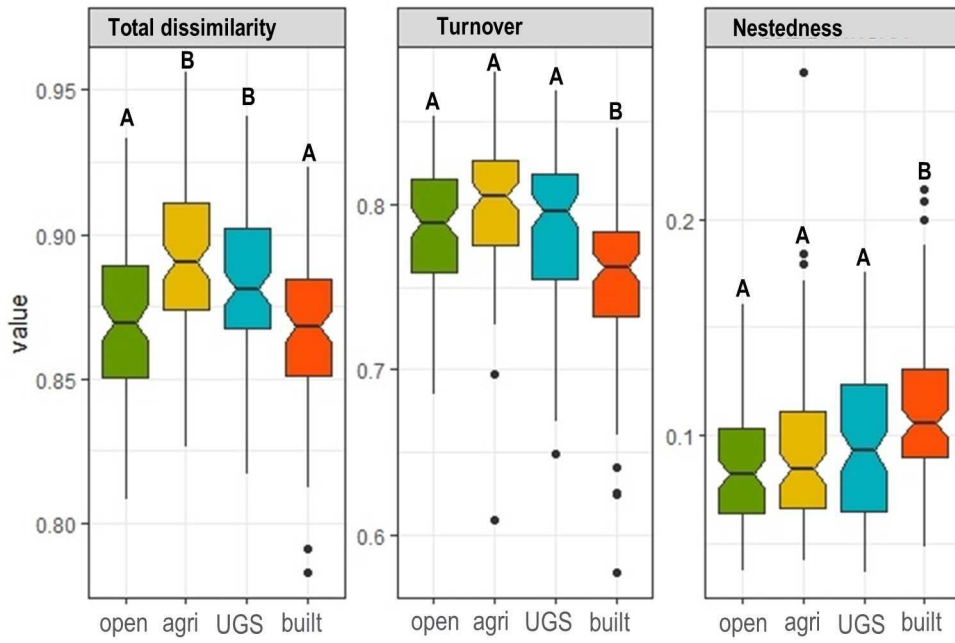 Total dissimilarity
Turnover
Nestedness
value
0.95
0.90
0.85
0.80
A
B
B
A
open agri UGS built
0.8
0.7
0.6
A
A
A
B
open agri UGS built
0.2
0.1
A
A
A
B
open agri UGS built